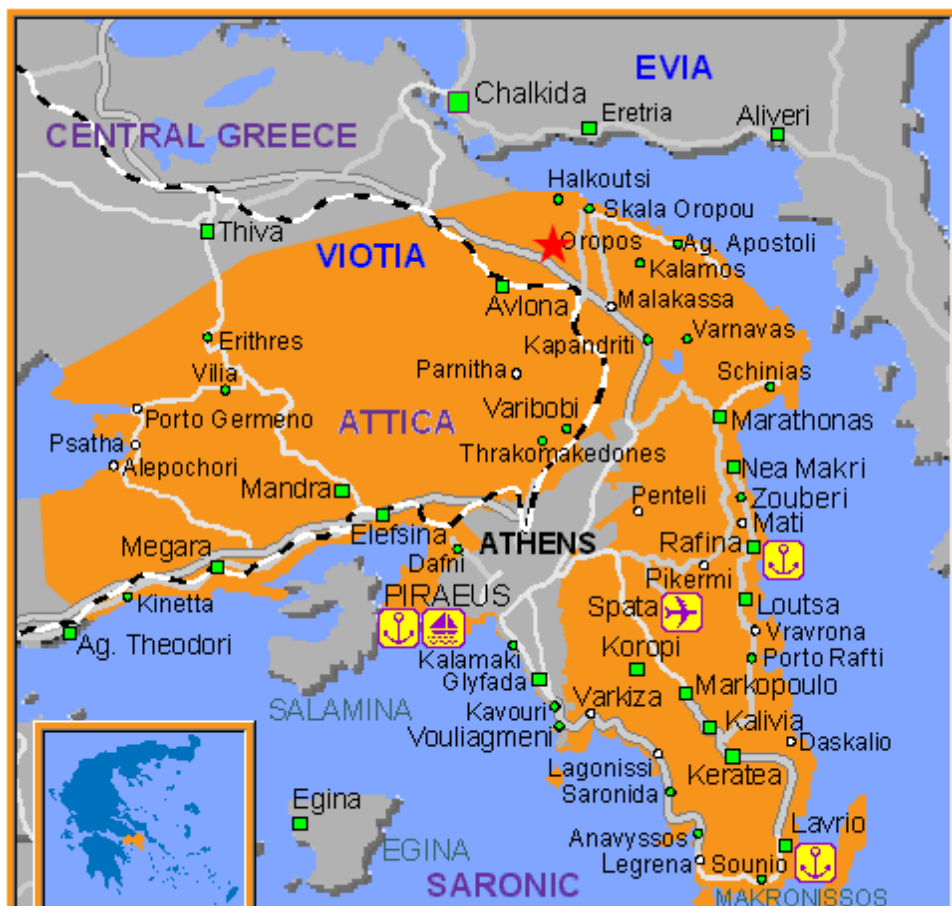 EVIA
Chalkida
Eretria
Aliveri
CENTRAL GREECE
Halkoutsi
Skala Oropou
Thiva
VIOTIA
Oropos
Ag. Apostoli
Kalamos
Avlona
Malakassa
Erithres
Kapandriti
Varnavas
Parnitha
Schinias
Vilia
Porto Germeno
ATTICA
Varibobi
Marathonas
Psatha
Thrakomakedones
Alepochori
Nea Makri
Mandra
Penteli
Zouberi
Elefsina
Mati
Megara
ATHENS
Rafina
Dafni
Pikermi
Kinetta
PIRAEUS
Spata
Loutsa
Ag. Theodori
Vravrona
Kalamaki
Koropi
Porto Rafti
Glyfada
SALAMINA
Kavouri
Varkiza
Markopoulo
Vouliagmeni
Kalivia
Daskalio
Lagonissi
Keratea
Saronida
Egina
Anavyssos
Lavrio
EGINA
Legrena
Sounio
SARONIC
MAKRONISSOS